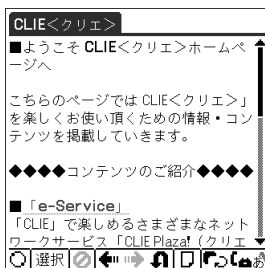 CLIE<クリエ>
■ようこそ CLIE<クリエ>ホームペ
ージへ
こちらのページでは CLIE<クリエ>」
を楽しくお使い頂くための情報・コン
テンツを掲載していきます。
◆◆◆◆コンテンツのご紹介◆◆◆◆
■「e-Service」
「CLIE」で楽しめるさまざまなネット
ワークサービス「CLIE Plaza!（クリエ
選択
あ